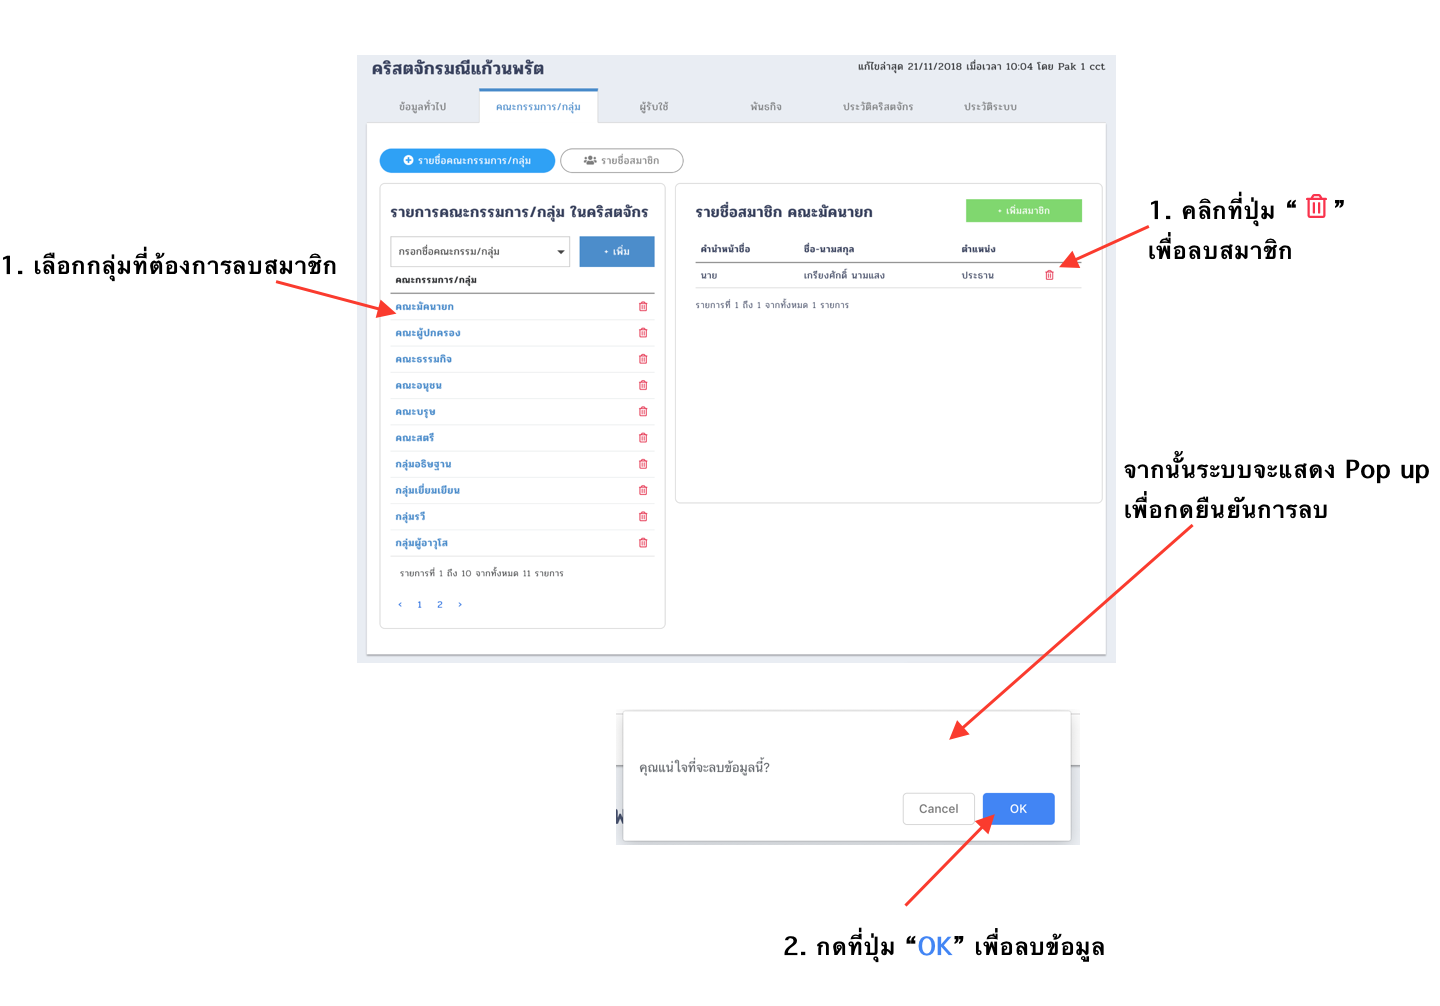 คริสตจักรมณีแก้วนพรัต
แก้ไขล่าสุด 21/11/2018 เมื่อเวลา 10:04 โดย Pak 1 cct
ข้อมูลทั่วไป คณะกรรมการ/กลุ่ม ผู้รับใช้ พันธกิจ ประวัติคริสตจักร ประวัติระบบ
รายชื่อคณะกรรมการ/กลุ่ม รายชื่อสมาชิก
รายการคณะกรรมการ/กลุ่ม ในคริสตจักร
กรอกชื่อคณะกรรม/กลุ่ม + เพิ่ม
คณะกรรมการ/กลุ่ม
คณะมัคนายก
คณะผู้ปกครอง
คณะธรรมกิจ
คณะอนุชน
คณะบุรุษ
คณะสตรี
กลุ่มอธิษฐาน
กลุ่มเยี่ยมเยียน
กลุ่มรวี
กลุ่มผู้อาวุโส
รายการที่ 1 ถึง 10 จากทั้งหมด 11 รายการ
‹ 1 2 ›
รายชื่อสมาชิก คณะมัคนายก + เพิ่มสมาชิก
คำนำหน้าชื่อ ชื่อ-นามสกุล ตำแหน่ง
นาย เกรียงศักดิ์ นามแสง ประธาน
รายการที่ 1 ถึง 1 จากทั้งหมด 1 รายการ
1. เลือกกลุ่มที่ต้องการลบสมาชิก
1. คลิกที่ปุ่ม “ ”
เพื่อลบสมาชิก
จากนั้นระบบจะแสดง Pop up
เพื่อกดยืนยันการลบ
คุณแน่ใจที่จะลบข้อมูลนี้?
Cancel OK
2. กดที่ปุ่ม “OK” เพื่อลบข้อมูล